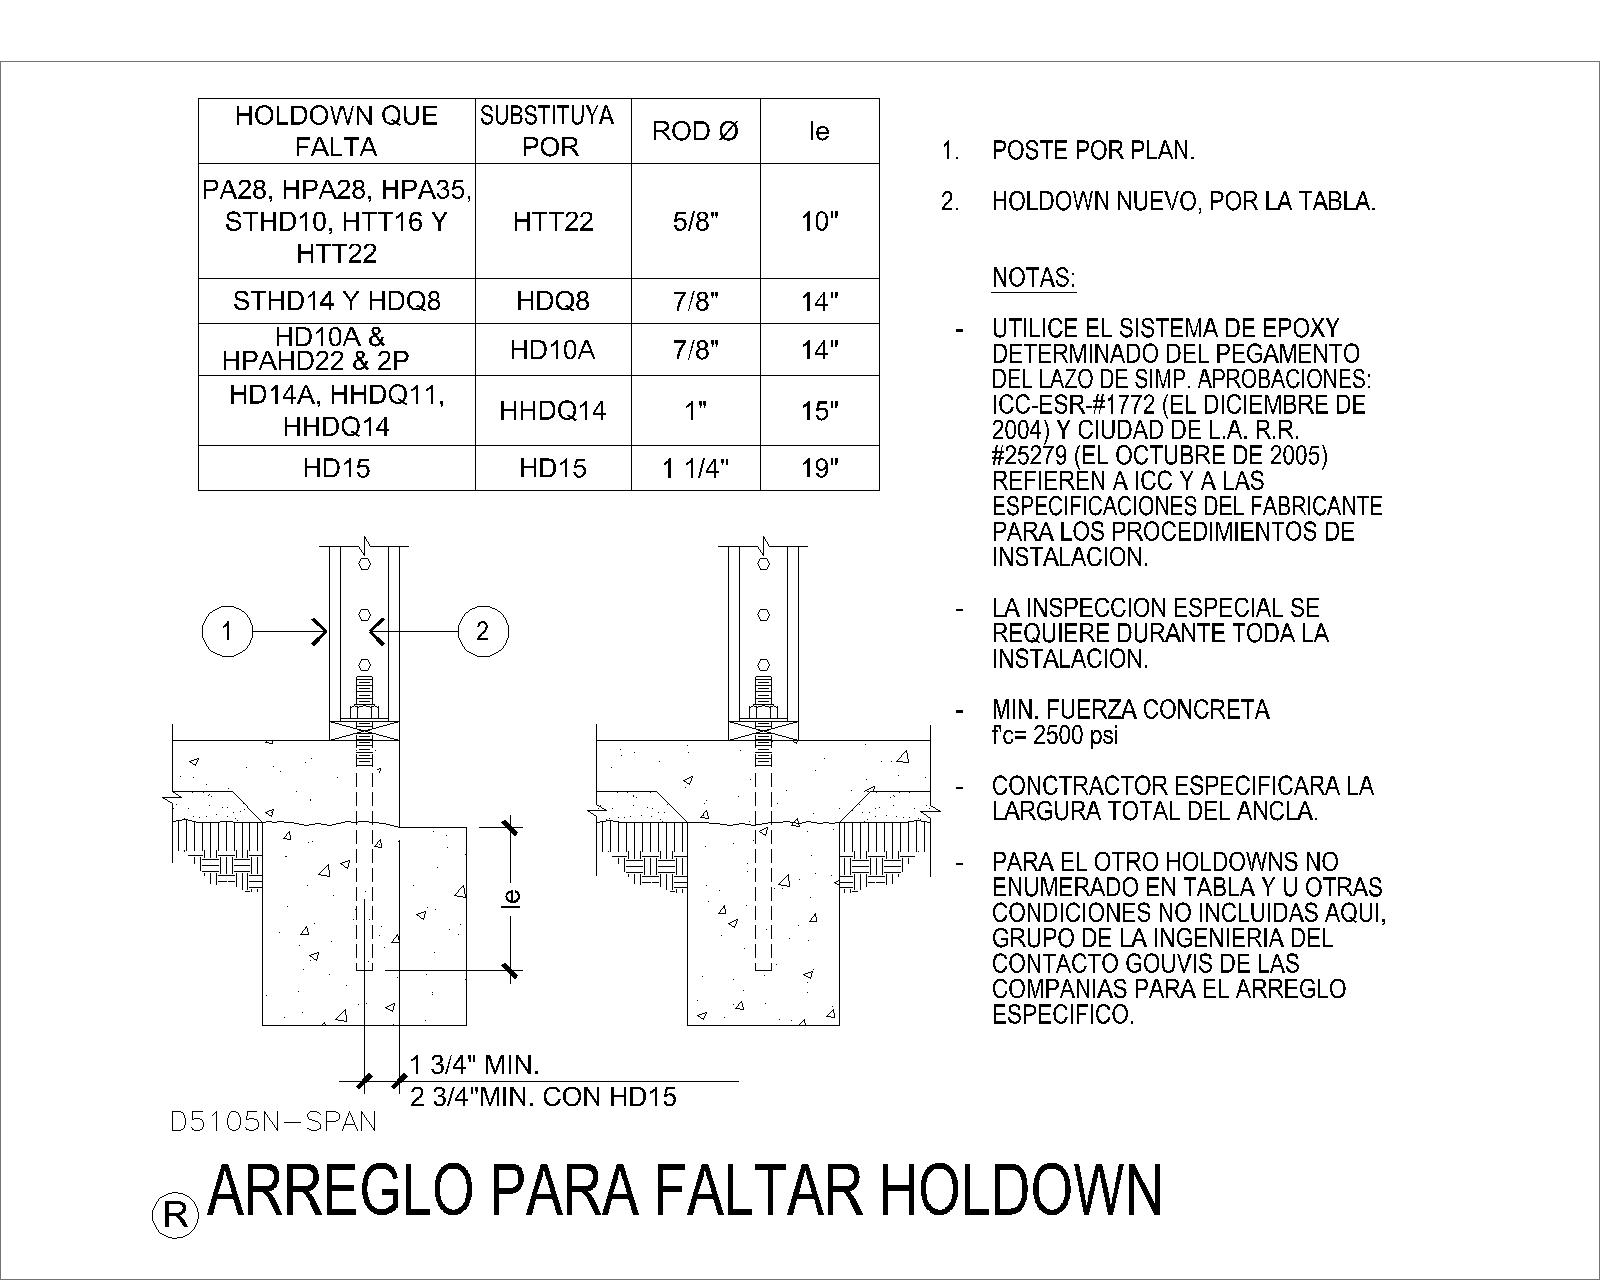 HOLDOWN QUE
FALTA
SUBSTITUYA
POR
ROD Ø
le
PA28, HPA28, HPA35,
STHD10, HTT16 Y
HTT22
HTT22
5/8"
10"
STHD14 Y HDQ8
HDQ8
7/8"
14"
HD10A &
HPAHD22 & 2P
HD10A
7/8"
14"
HD14A, HHDQ11,
HHDQ14
HHDQ14
1"
15"
HD15
HD15
1 1/4"
19"
1. POSTE POR PLAN.
2. HOLDOWN NUEVO, POR LA TABLA.
NOTAS:
- UTILICE EL SISTEMA DE EPOXY
DETERMINADO DEL PEGAMENTO
DEL LAZO DE SIMP. APROBACIONES:
ICC-ESR-#1772 (EL DICIEMBRE DE
2004) Y CIUDAD DE L.A. R.R.
#25279 (EL OCTUBRE DE 2005)
REFIEREN A ICC Y A LAS
ESPECIFICACIONES DEL FABRICANTE
PARA LOS PROCEDIMIENTOS DE
INSTALACION.
- LA INSPECCION ESPECIAL SE
REQUIERE DURANTE TODA LA
INSTALACION.
- MIN. FUERZA CONCRETA
f'c= 2500 psi
- CONCTRACTOR ESPECIFICARA LA
LARGURA TOTAL DEL ANCLA.
- PARA EL OTRO HOLDOWNS NO
ENUMERADO EN TABLA Y U OTRAS
CONDICIONES NO INCLUIDAS AQUI,
GRUPO DE LA INGENIERIA DEL
CONTACTO GOUVIS DE LAS
COMPANIAS PARA EL ARREGLO
ESPECIFICO.
1
2
le
1 3/4" MIN.
2 3/4"MIN. CON HD15
D5105N-SPAN
R ARREGLO PARA FALTAR HOLDOWN